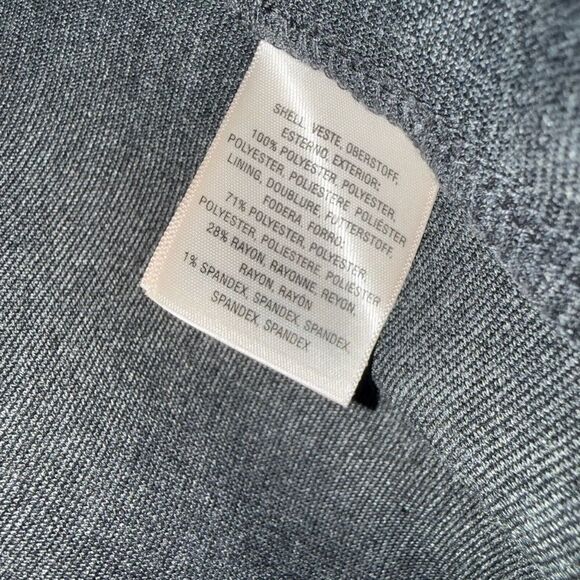 SHELL, VESTE, OBERSTOFF,
ESTERNO, EXTERIOR:
100% POLYESTER, POLYESTER,
POLYESTER, POLIESTERE, POLIESTER
LINING, DOUBLURE, FUTTERSTOFF,
FODERA, FORRO:
71% POLYESTER, POLYESTER,
POLYESTER, POLIESTERE, POLIESTER
28% RAYON, RAYONNE, REYON,
RAYON, RAYON
1% SPANDEX, SPANDEX, SPANDEX,
SPANDEX, SPANDEX